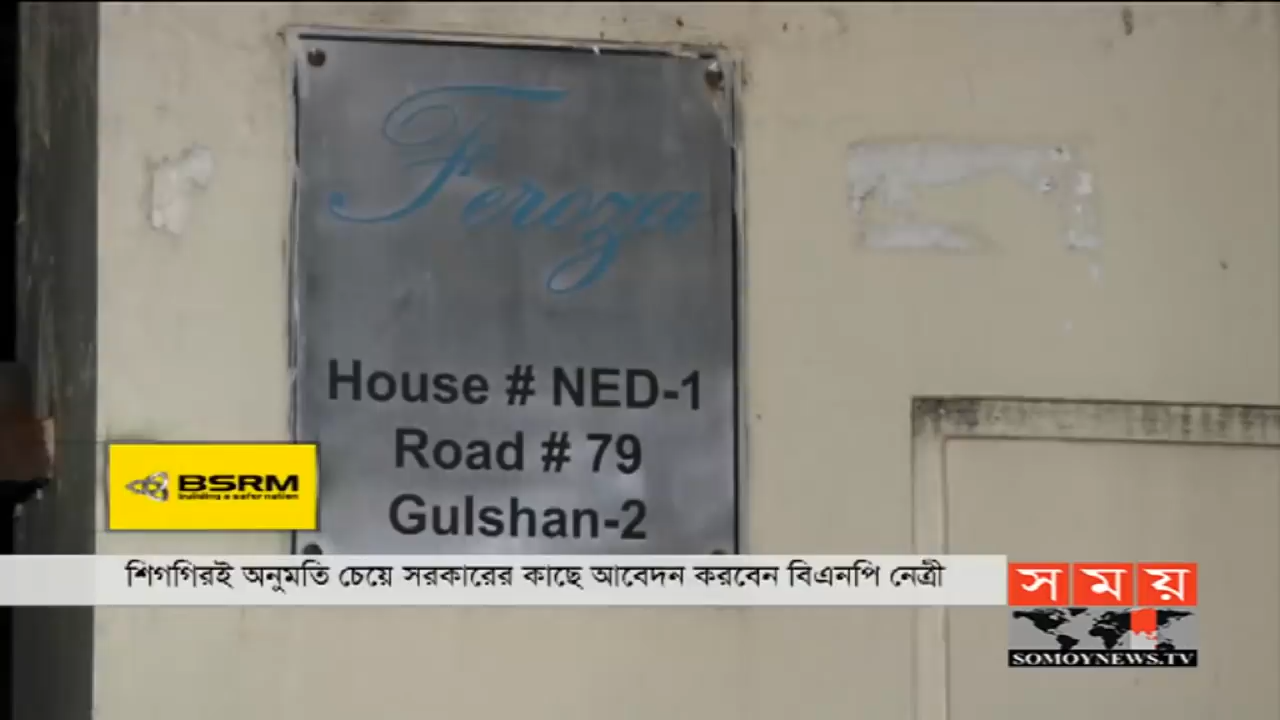 Feroza
House # NED-1
Road # 79
Gulshan-2
BSRM
building a safer nation
শিগগিরই অনুমতি চেয়ে সরকারের কাছে আবেদন করবেন বিএনপি নেত্রী
সময়
SOMOYNEWS.TV